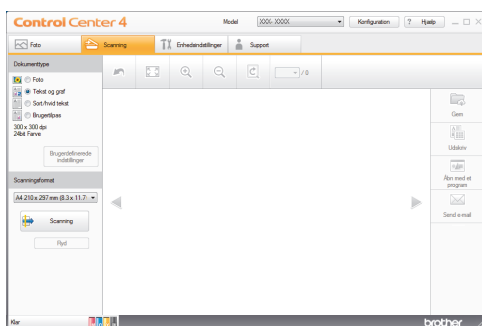 Control Center 4
Model XXX-XXXX Konfiguration ? Hjælp
Foto Scanning Enhedsindstillinger Support
Dokumenttype
Foto
Tekst og graf
Sort/hvid tekst
Brugertilpas
300 x 300 dpi
24bit Farve
Brugerdefinerede
indstillinger
Scanningsformat
A4 210 x 297 mm (8.3 x 11.7
Scanning
Ryd
/ 0
Gem
Udskriv
Åbn med et
program
Send e-mail
Klar
brother